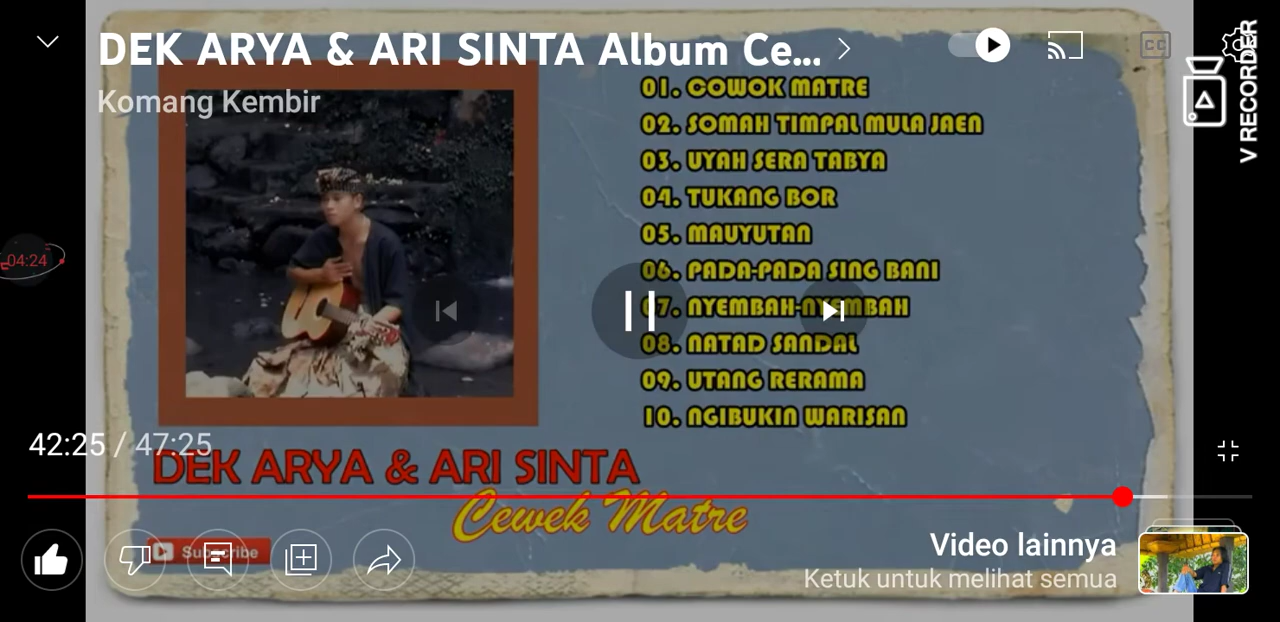 DEK ARYA & ARI SINTA Album Ce...
Komang Kembir
CC
V RECORDER
01. COWOK MATRE
02. SOMAH TIMPAL MULA JAEN
03. UYAH SERA TABYA
04. TUKANG BOR
05. MAUYUTAN
06. PADA-PADA SING BANI
07. NYEMBAH-NYEMBAH
08. NATAD SANDAL
09. UTANG RERAMA
10. NGIBUKIN WARISAN
04:24
42:25 / 47:25
DEK ARYA & ARI SINTA
Cewek Matre
Subscribe
Video lainnya
Ketuk untuk melihat semua